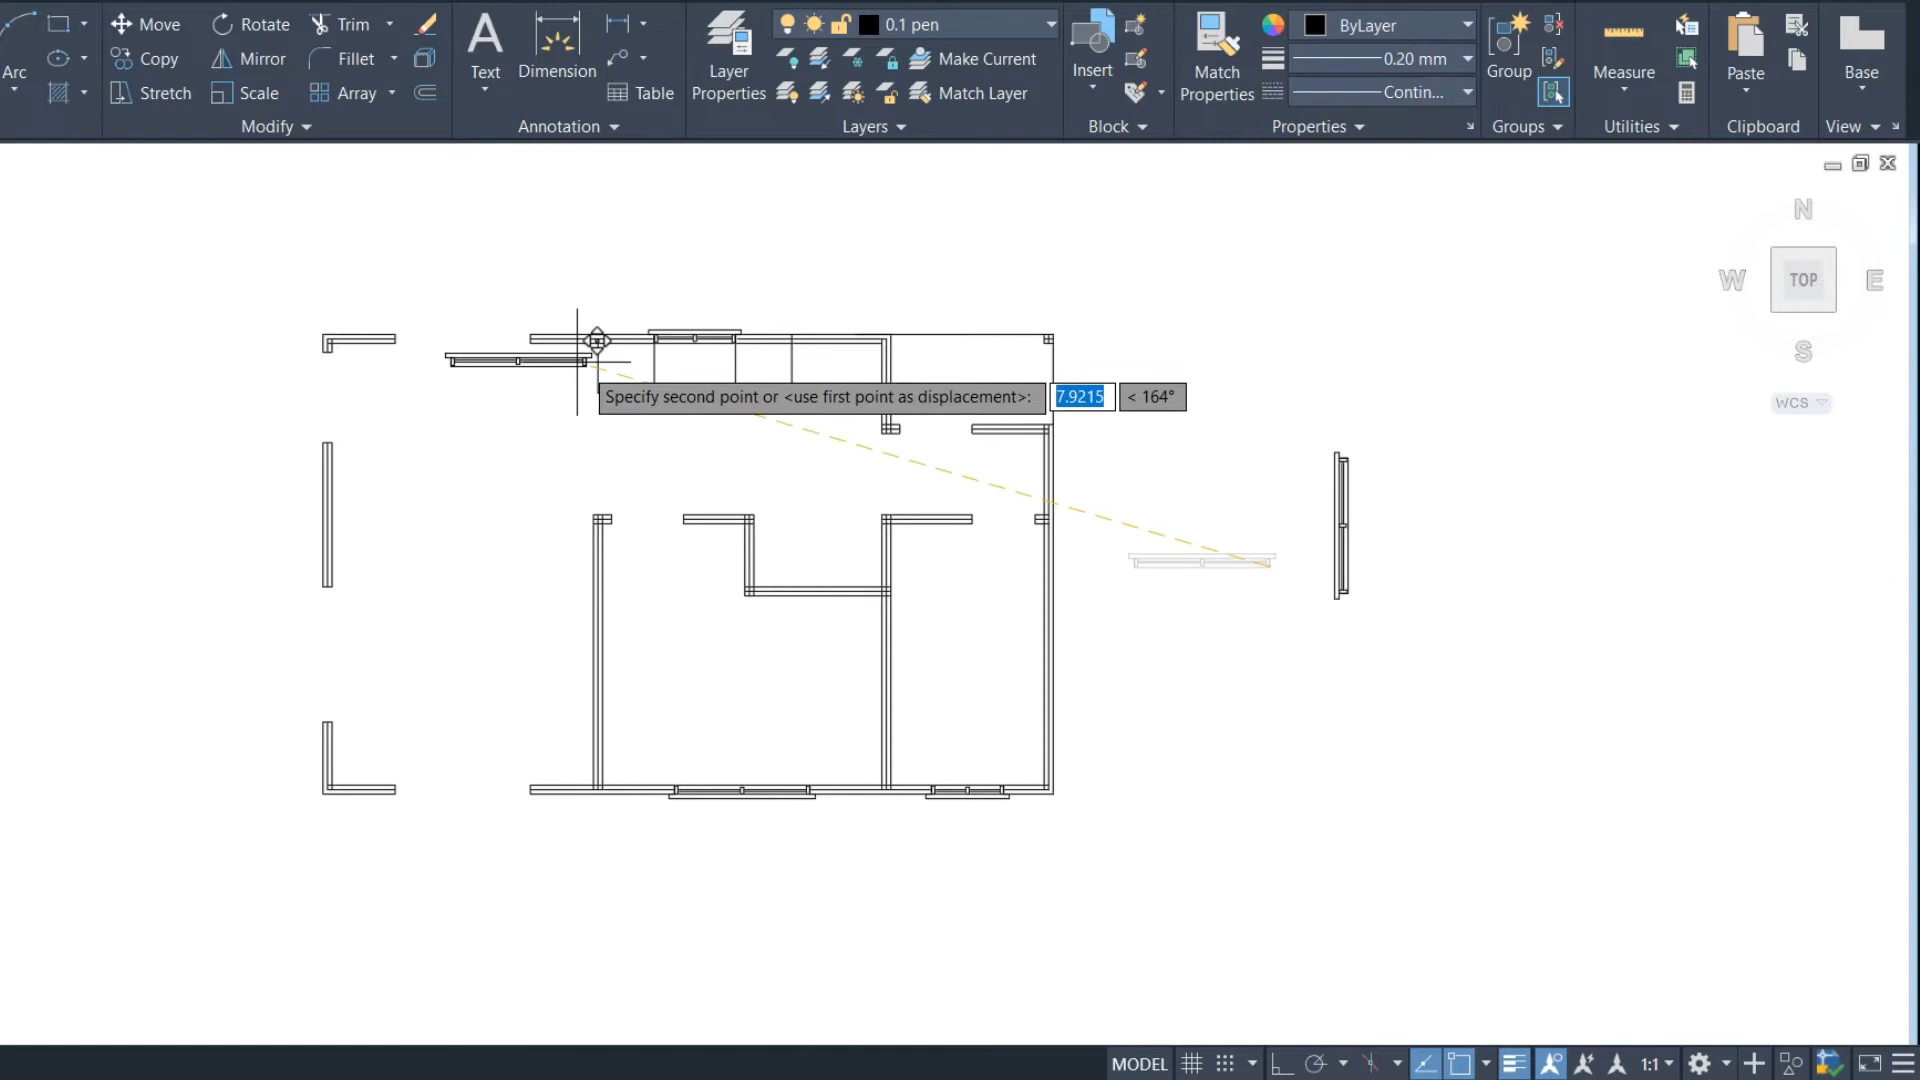 Move Rotate Trim
Arc Copy Mirror Fillet
Stretch Scale Array
Modify
Text Dimension
Table
Annotation
Layer Properties
0.1 pen
Make Current
Match Layer
Layers
Insert
Block
Match Properties
ByLayer
0.20 mm
Contin...
Properties
Group
Groups
Measure
Utilities
Paste
Clipboard
Base
View
N
W TOP E
S
WCS
Specify second point or <use first point as displacement>: 7.9215 < 164°
MODEL 1:1